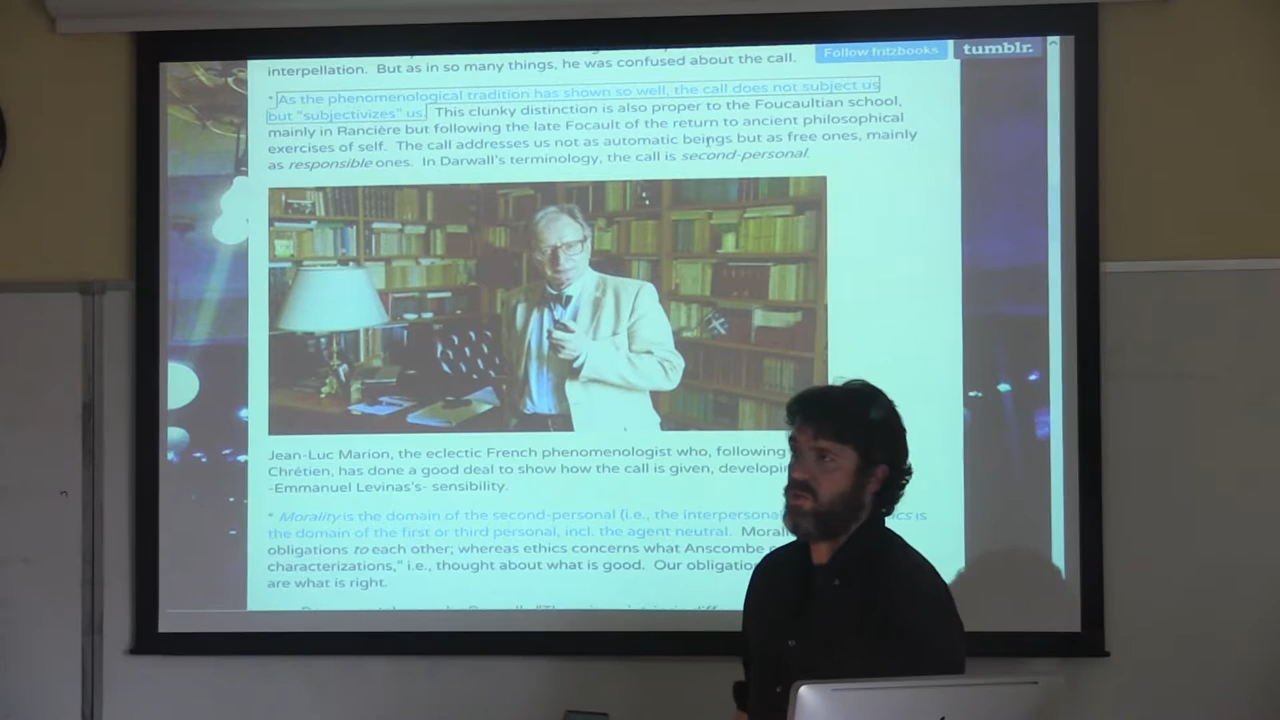 interpellation. But as in so many things, he was confused about the call.
Follow fritzbooks
tumblr.
* As the phenomenological tradition has shown so well, the call does not subject us
but "subjectivizes" us. This clunky distinction is also proper to the Foucaultian school,
mainly in Rancière but following the late Focault of the return to ancient philosophical
exercises of self. The call addresses us not as automatic beings but as free ones, mainly
as responsible ones. In Darwall's terminology, the call is second-personal.
Jean-Luc Marion, the eclectic French phenomenologist who, following
Chrétien, has done a good deal to show how the call is given,
-Emmanuel Levinas's- sensibility.
* Morality is the domain of the second-personal (i.e., the interpersonal
is
the domain of the first or third personal, incl. the agent neutral.
obligations to each other; whereas ethics concerns what Anscombe
characterizations," i.e., thought about what is good. Our
are what is right.